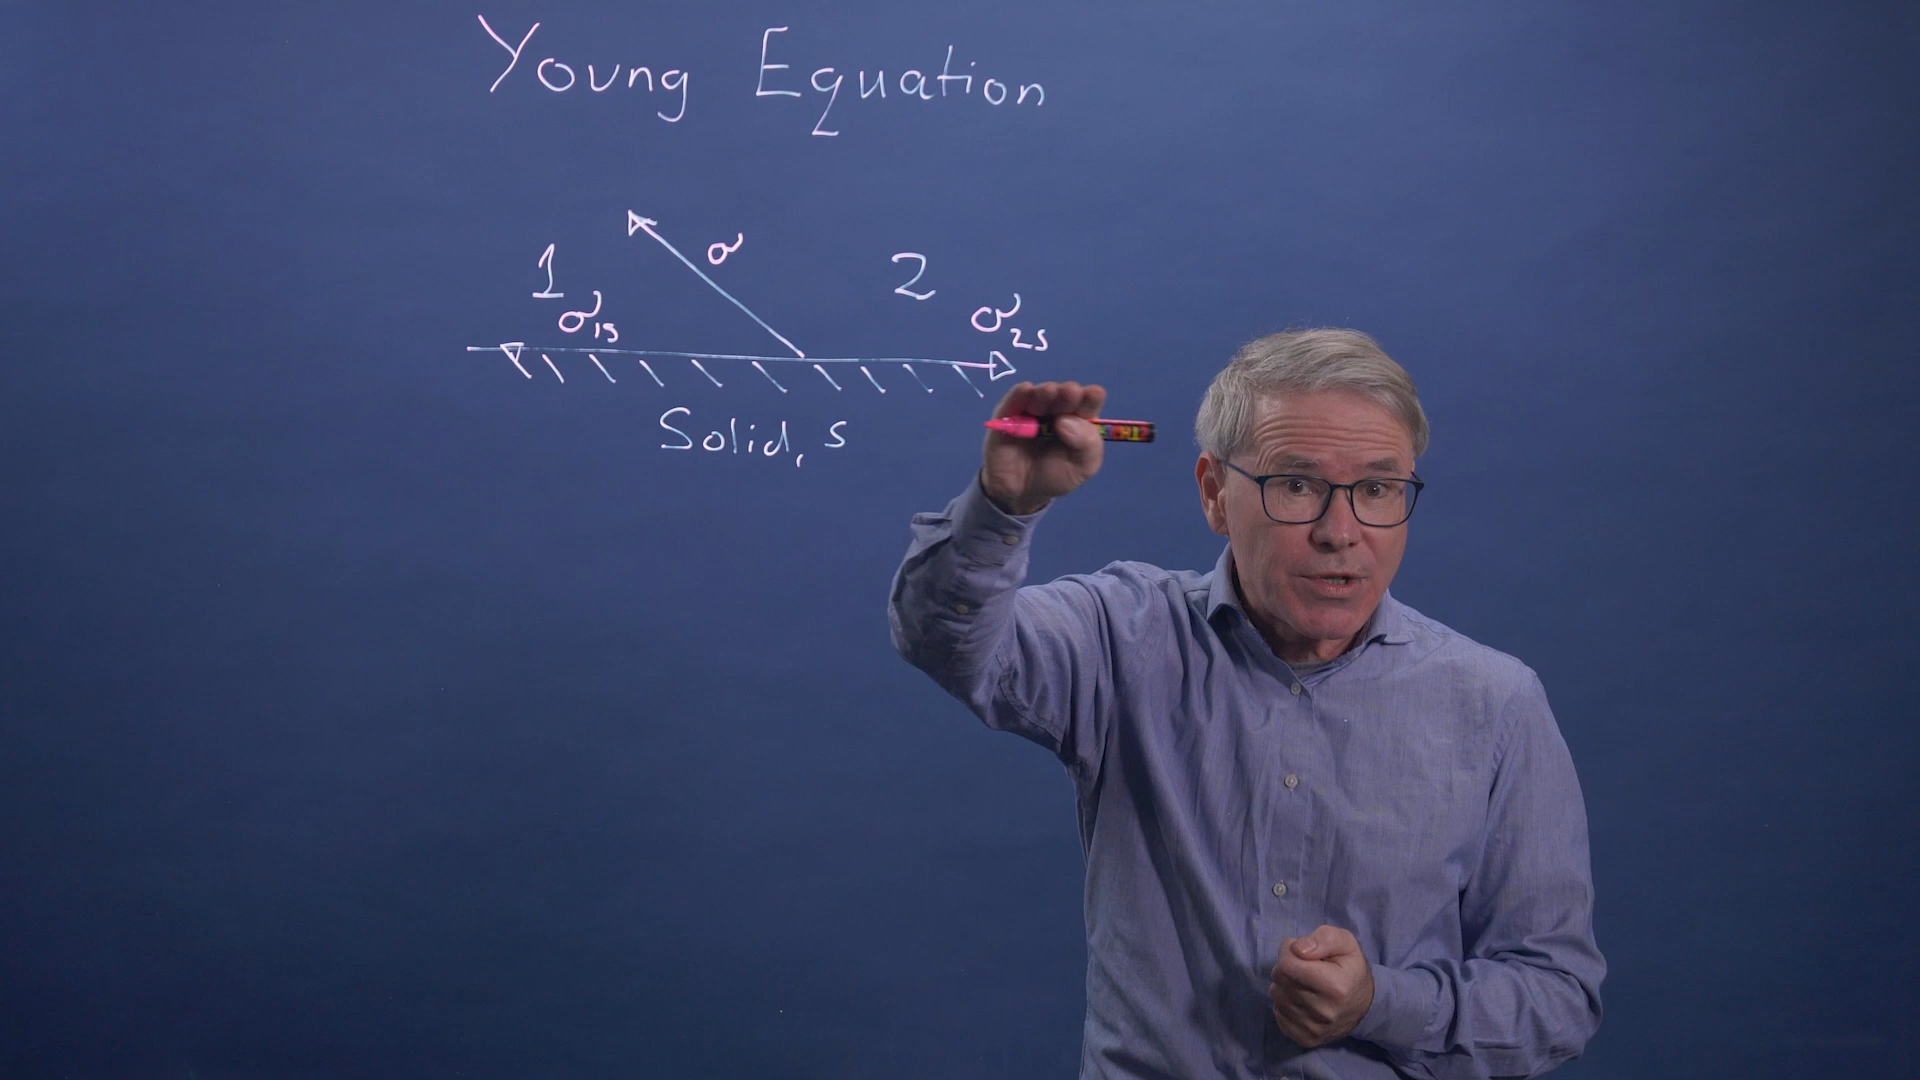 Young Equation
σ
1 2
σ₁ₛ σ₂ₛ
Solid, s